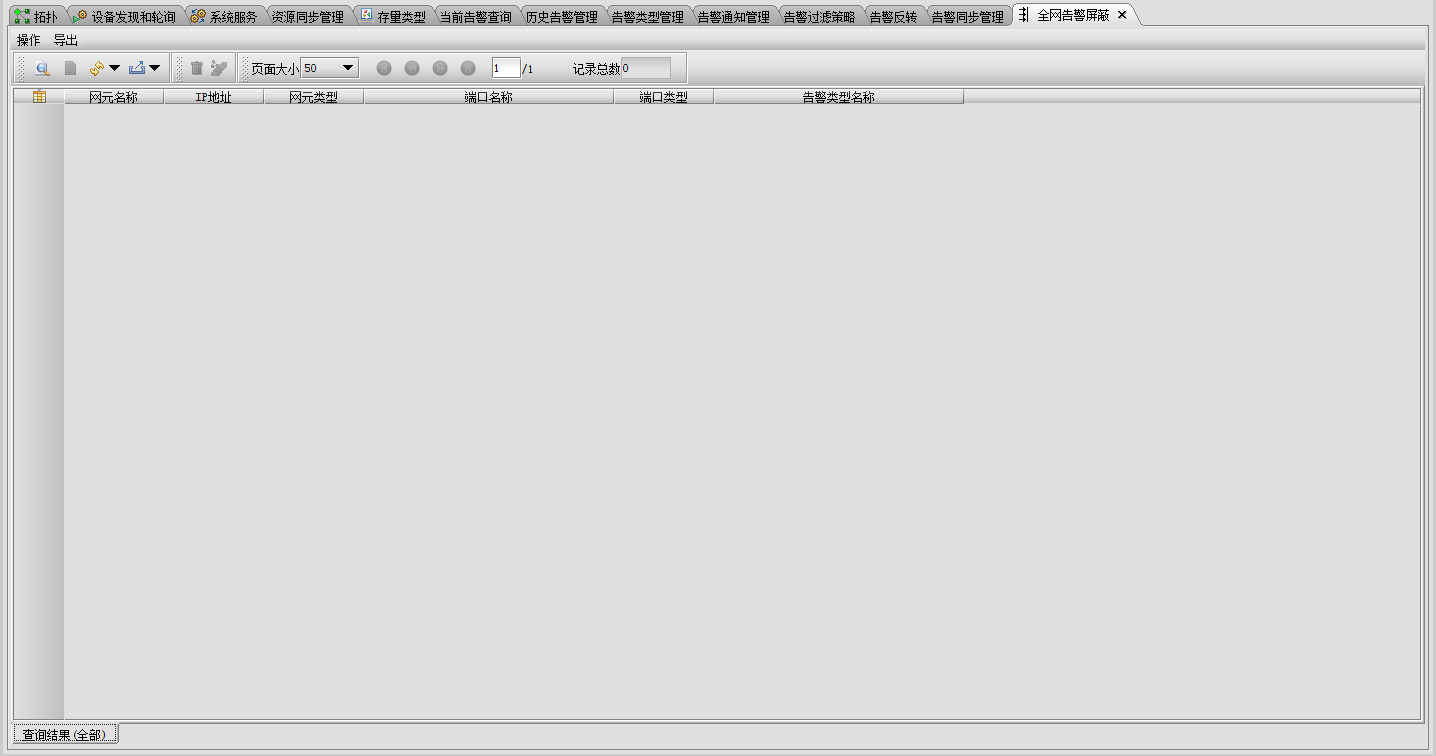 拓扑 设备发现和轮询 系统服务 资源同步管理 存量类型 当前告警查询 历史告警管理 告警类型管理 告警通知管理 告警过滤策略 告警反转 告警同步管理 全网告警屏蔽
操作 导出
页面大小 50 1 /1 记录总数 0
网元名称 IP地址 网元类型 端口名称 端口类型 告警类型名称
查询结果(全部)